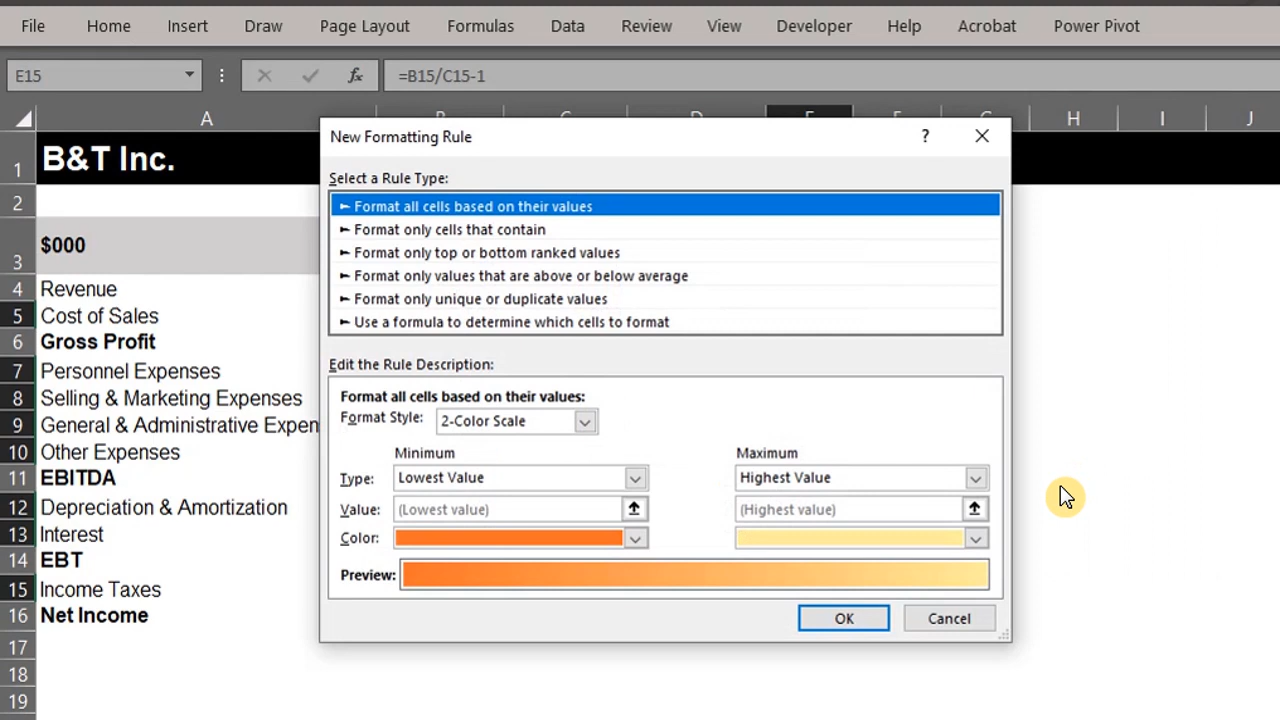 File Home Insert Draw Page Layout Formulas Data Review View Developer Help Acrobat Power Pivot
E15 fx =B15/C15-1
A H I J
New Formatting Rule ? ✕
1 B&T Inc.
Select a Rule Type:
► Format all cells based on their values
2
► Format only cells that contain
3 $000
► Format only top or bottom ranked values
► Format only values that are above or below average
4 Revenue
► Format only unique or duplicate values
5 Cost of Sales
► Use a formula to determine which cells to format
6 Gross Profit
7 Personnel Expenses
Edit the Rule Description:
8 Selling & Marketing Expenses
Format all cells based on their values:
9 General & Administrative Expen
Format Style: 2-Color Scale
10 Other Expenses
Minimum Maximum
11 EBITDA
Type: Lowest Value Highest Value
12 Depreciation & Amortization
Value: (Lowest value) (Highest value)
13 Interest
Color:
14 EBT
Preview:
15 Income Taxes
16 Net Income
OK Cancel
17
18
19